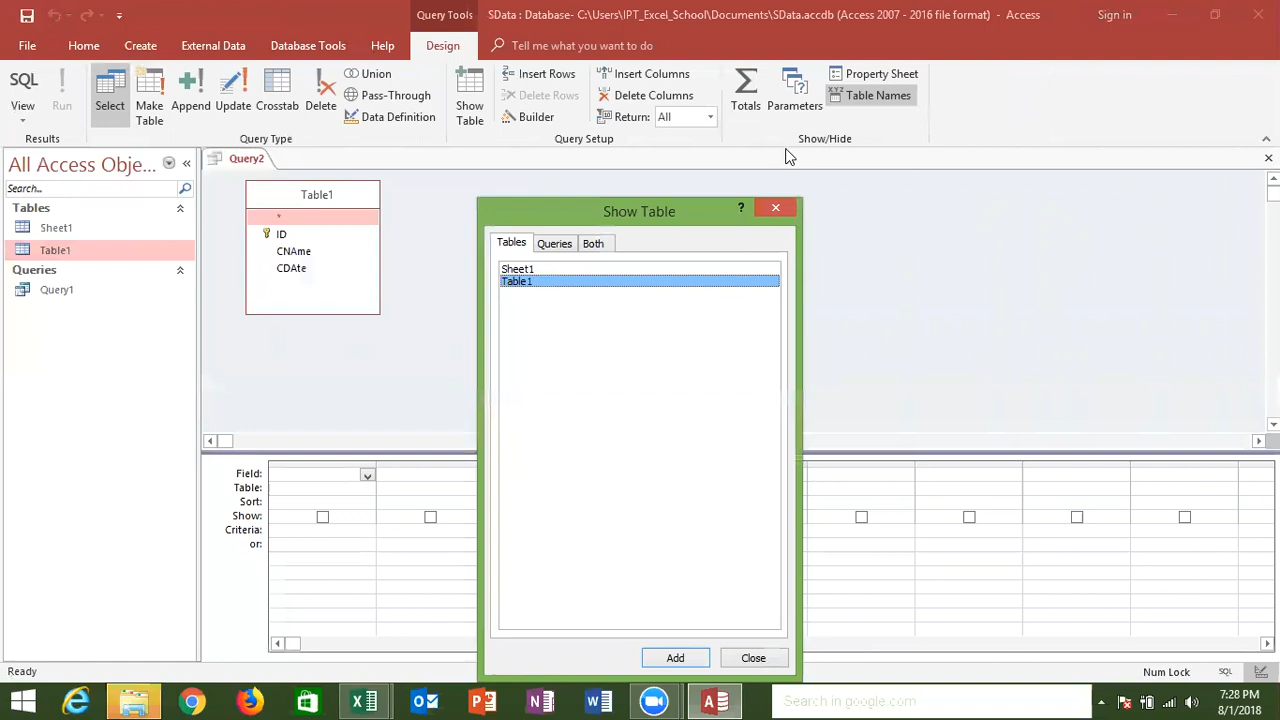 Query Tools
SData : Database- C:\Users\IPT_Excel_School\Documents\SData.accdb (Access 2007 - 2016 file format) - Access
Sign in
File
Home
Create
External Data
Database Tools
Help
Design
Tell me what you want to do
SQL
View
Run
Select
Make Table
Append
Update
Crosstab
Delete
Union
Pass-Through
Data Definition
Show Table
Insert Rows
Delete Rows
Builder
Insert Columns
Delete Columns
Return: All
Totals
Parameters
Property Sheet
XYZ Table Names
Results
Query Type
Query Setup
Show/Hide
All Access Obje...
Search...
Tables
Sheet1
Table1
Queries
Query1
Query2
Table1
*
ID
CNAme
CDAte
Show Table
?
Tables
Queries
Both
Sheet1
Table1
Add
Close
Field:
Table:
Sort:
Show:
Criteria:
or:
Ready
Num Lock
SQL
Search in google.com
7:28 PM
8/1/2018